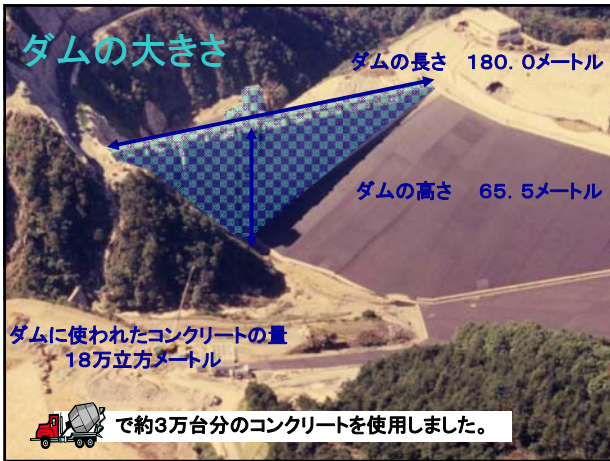 ダムの大きさ
ダムの長さ 180.0メートル
ダムの高さ 65.5メートル
ダムに使われたコンクリートの量
18万立方メートル
で約3万台分のコンクリートを使用しました。